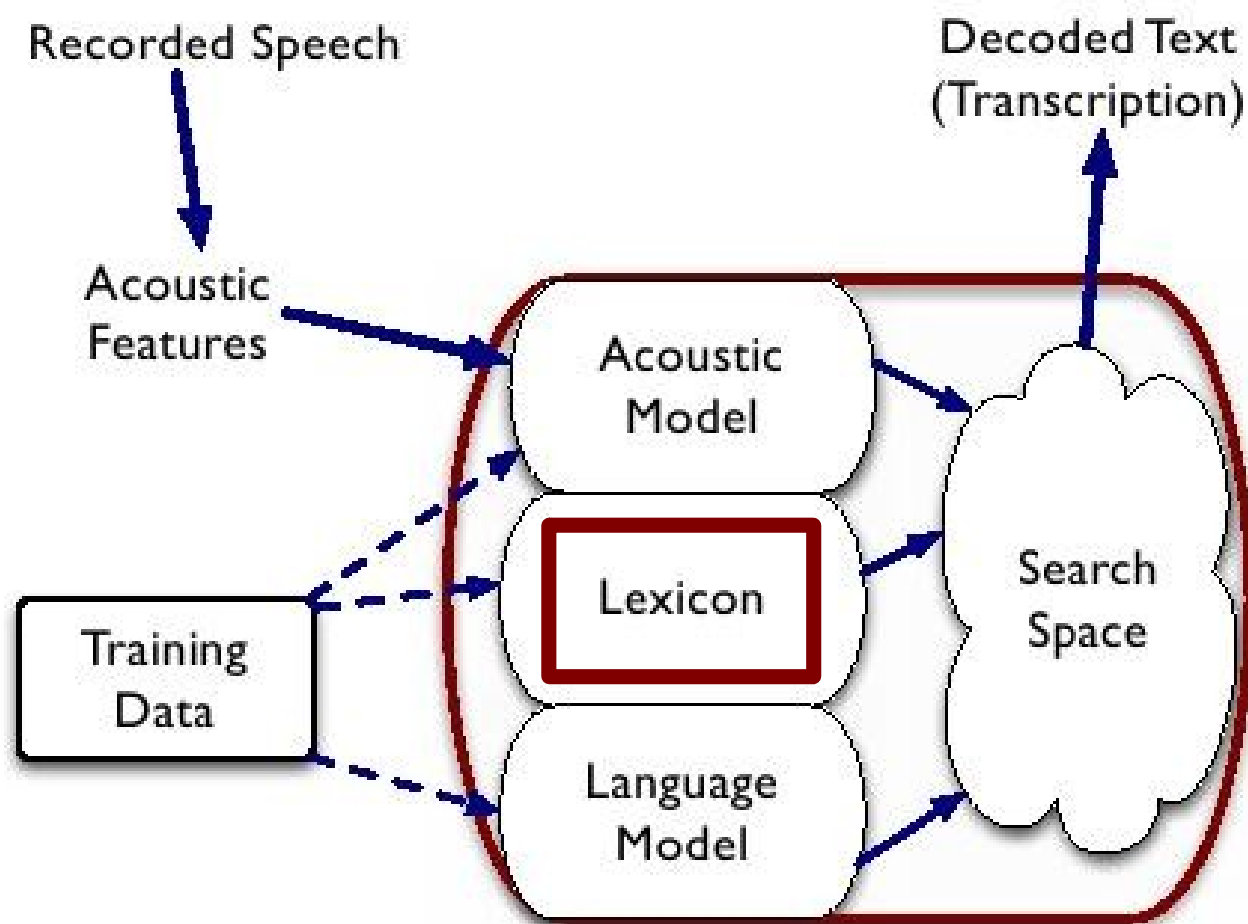 Recorded Speech
Decoded Text
(Transcription)
Acoustic
Features
Acoustic
Model
Lexicon
Search
Space
Training
Data
Language
Model